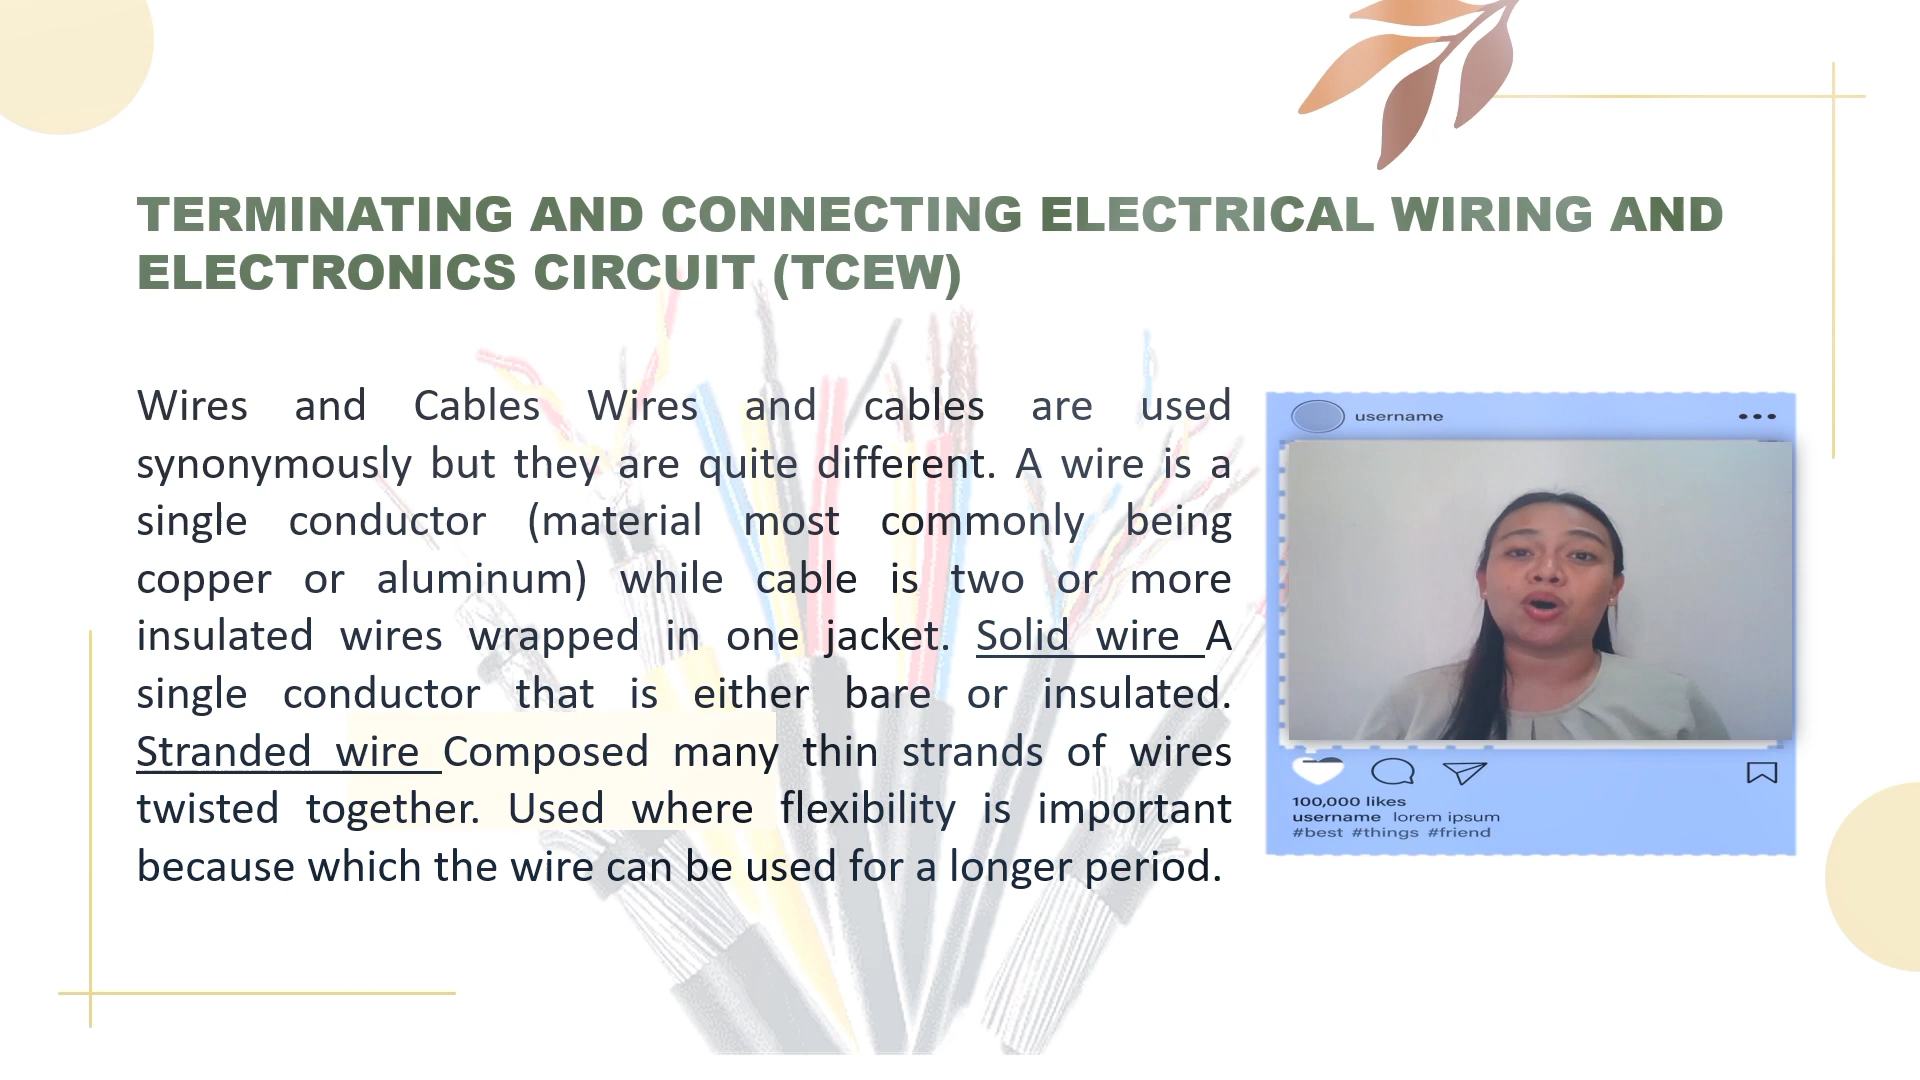 TERMINATING AND CONNECTING ELECTRICAL WIRING AND
ELECTRONICS CIRCUIT (TCEW)
Wires and Cables Wires and cables are used
synonymously but they are quite different. A wire is a
single conductor (material most commonly being
copper or aluminum) while cable is two or more
insulated wires wrapped in one jacket. Solid wire A
single conductor that is either bare or insulated.
Stranded wire Composed many thin strands of wires
twisted together. Used where flexibility is important
because which the wire can be used for a longer period.
username
100,000 likes
username lorem ipsum
#best #things #friend